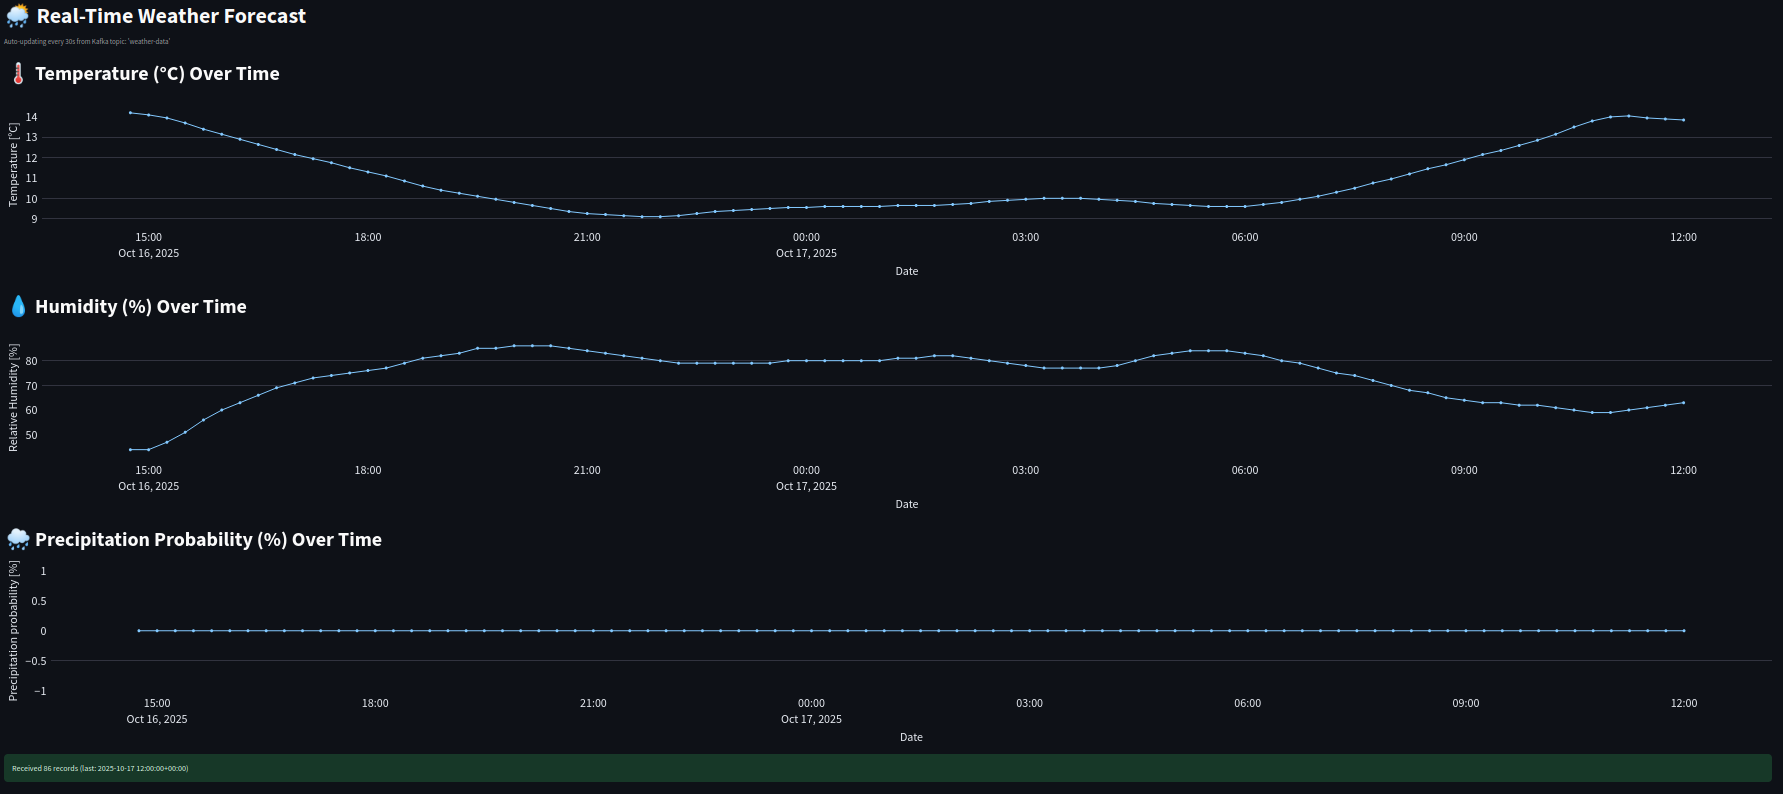 Real-Time Weather Forecast
Auto-updating every 30s from Kafka topic: 'weather-data'
Temperature (°C) Over Time
Temperature [°C]
14
13
12
11
10
9
15:00 18:00 21:00 00:00 03:00 06:00 09:00 12:00
Oct 16, 2025 Oct 17, 2025
Date
Humidity (%) Over Time
Relative Humidity [%]
80
70
60
50
15:00 18:00 21:00 00:00 03:00 06:00 09:00 12:00
Oct 16, 2025 Oct 17, 2025
Date
Precipitation Probability (%) Over Time
Precipitation probability [%]
1
0.5
0
−0.5
−1
15:00 18:00 21:00 00:00 03:00 06:00 09:00 12:00
Oct 16, 2025 Oct 17, 2025
Date
Received 86 records (last: 2025-10-17 12:00:00+00:00)